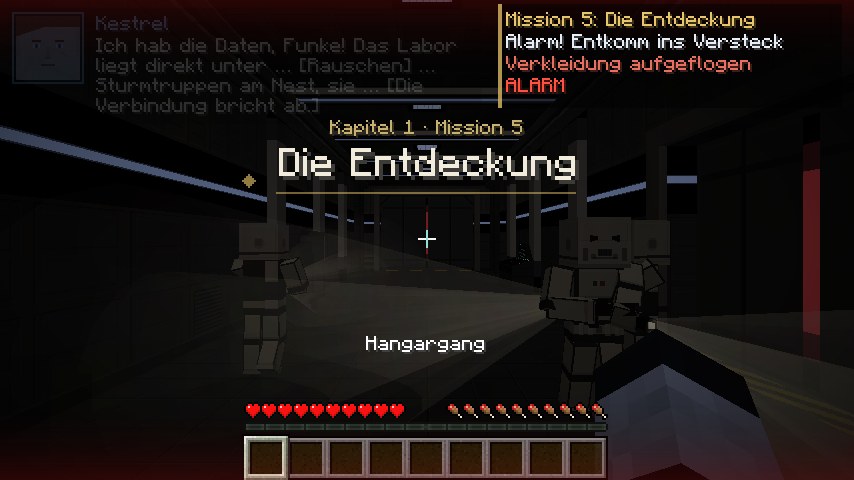 Kestrel
Ich hab die Daten, Funke! Das Labor
liegt direkt unter ... [Rauschen] ...
Sturmtruppen am Nest, sie ... [Die
Verbindung bricht ab.]
Mission 5: Die Entdeckung
Alarm! Entkomm ins Versteck
Verkleidung aufgeflogen
ALARM
Kapitel 1 · Mission 5
Die Entdeckung
Hangargang